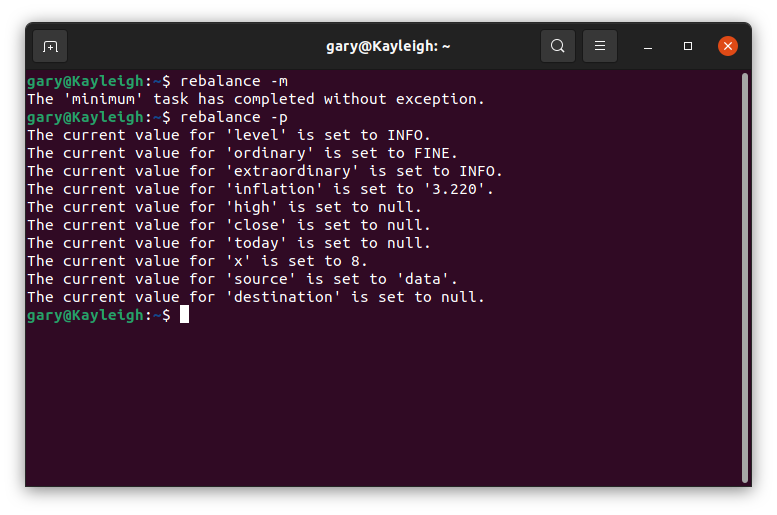 gary@Kayleigh: ~
gary@Kayleigh:~$ rebalance -m
The 'minimum' task has completed without exception.
gary@Kayleigh:~$ rebalance -p
The current value for 'level' is set to INFO.
The current value for 'ordinary' is set to FINE.
The current value for 'extraordinary' is set to INFO.
The current value for 'inflation' is set to '3.220'.
The current value for 'high' is set to null.
The current value for 'close' is set to null.
The current value for 'today' is set to null.
The current value for 'x' is set to 8.
The current value for 'source' is set to 'data'.
The current value for 'destination' is set to null.
gary@Kayleigh:~$